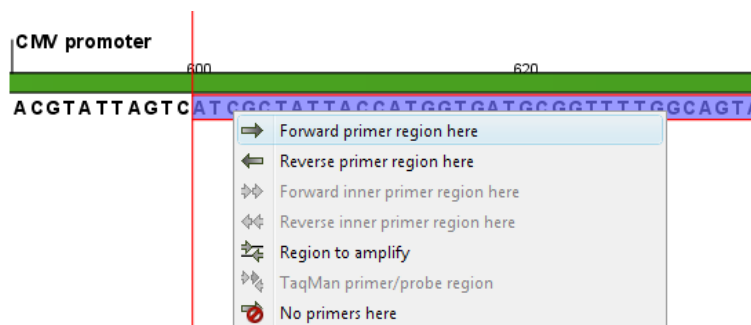 CMV promoter
600 620
ACGTATTAGTCATCGCTATTACCATGGTGATGCGGTTTTGGCAGTA
Forward primer region here
Reverse primer region here
Forward inner primer region here
Reverse inner primer region here
Region to amplify
TaqMan primer/probe region
No primers here